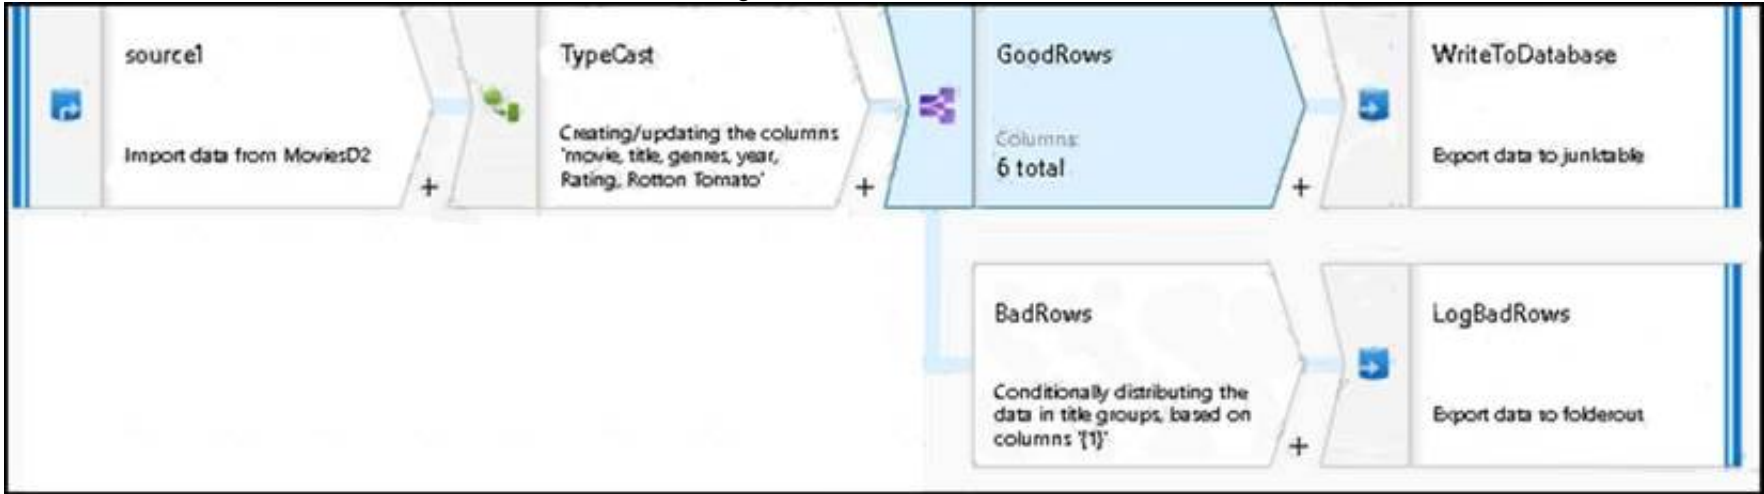 source1
Import data from MoviesD2
+
TypeCast
Creating/updating the columns
'movie, title, genres, year,
Rating, Rotton Tomato'
+
GoodRows
Columns:
6 total
+
WriteToDatabase
Export data to junktable
BadRows
Conditionally distributing the
data in title groups, based on
columns '{1}'
+
LogBadRows
Export data to folderout